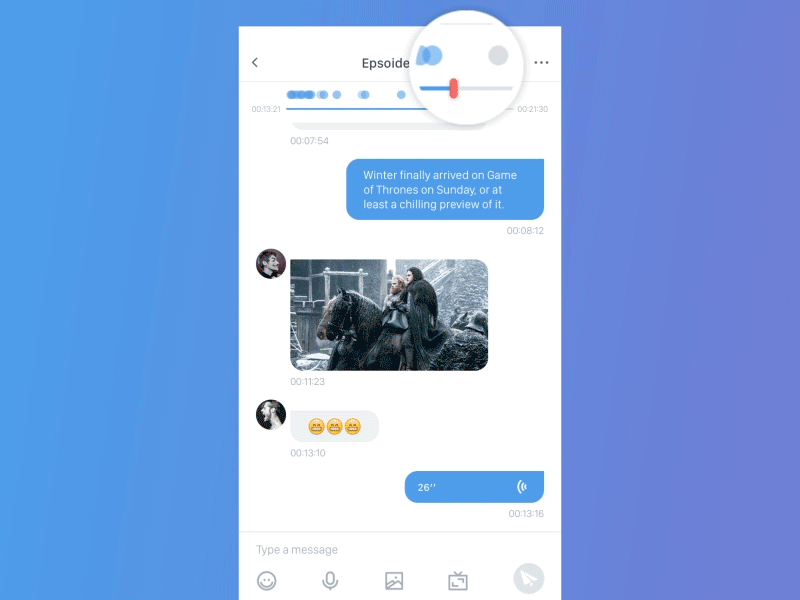 Epsoide
00:13:21
00:21:30
00:07:54
Winter finally arrived on Game
of Thrones on Sunday, or at
least a chilling preview of it.
00:08:12
00:11:23
00:13:10
26′′
00:13:16
Type a message